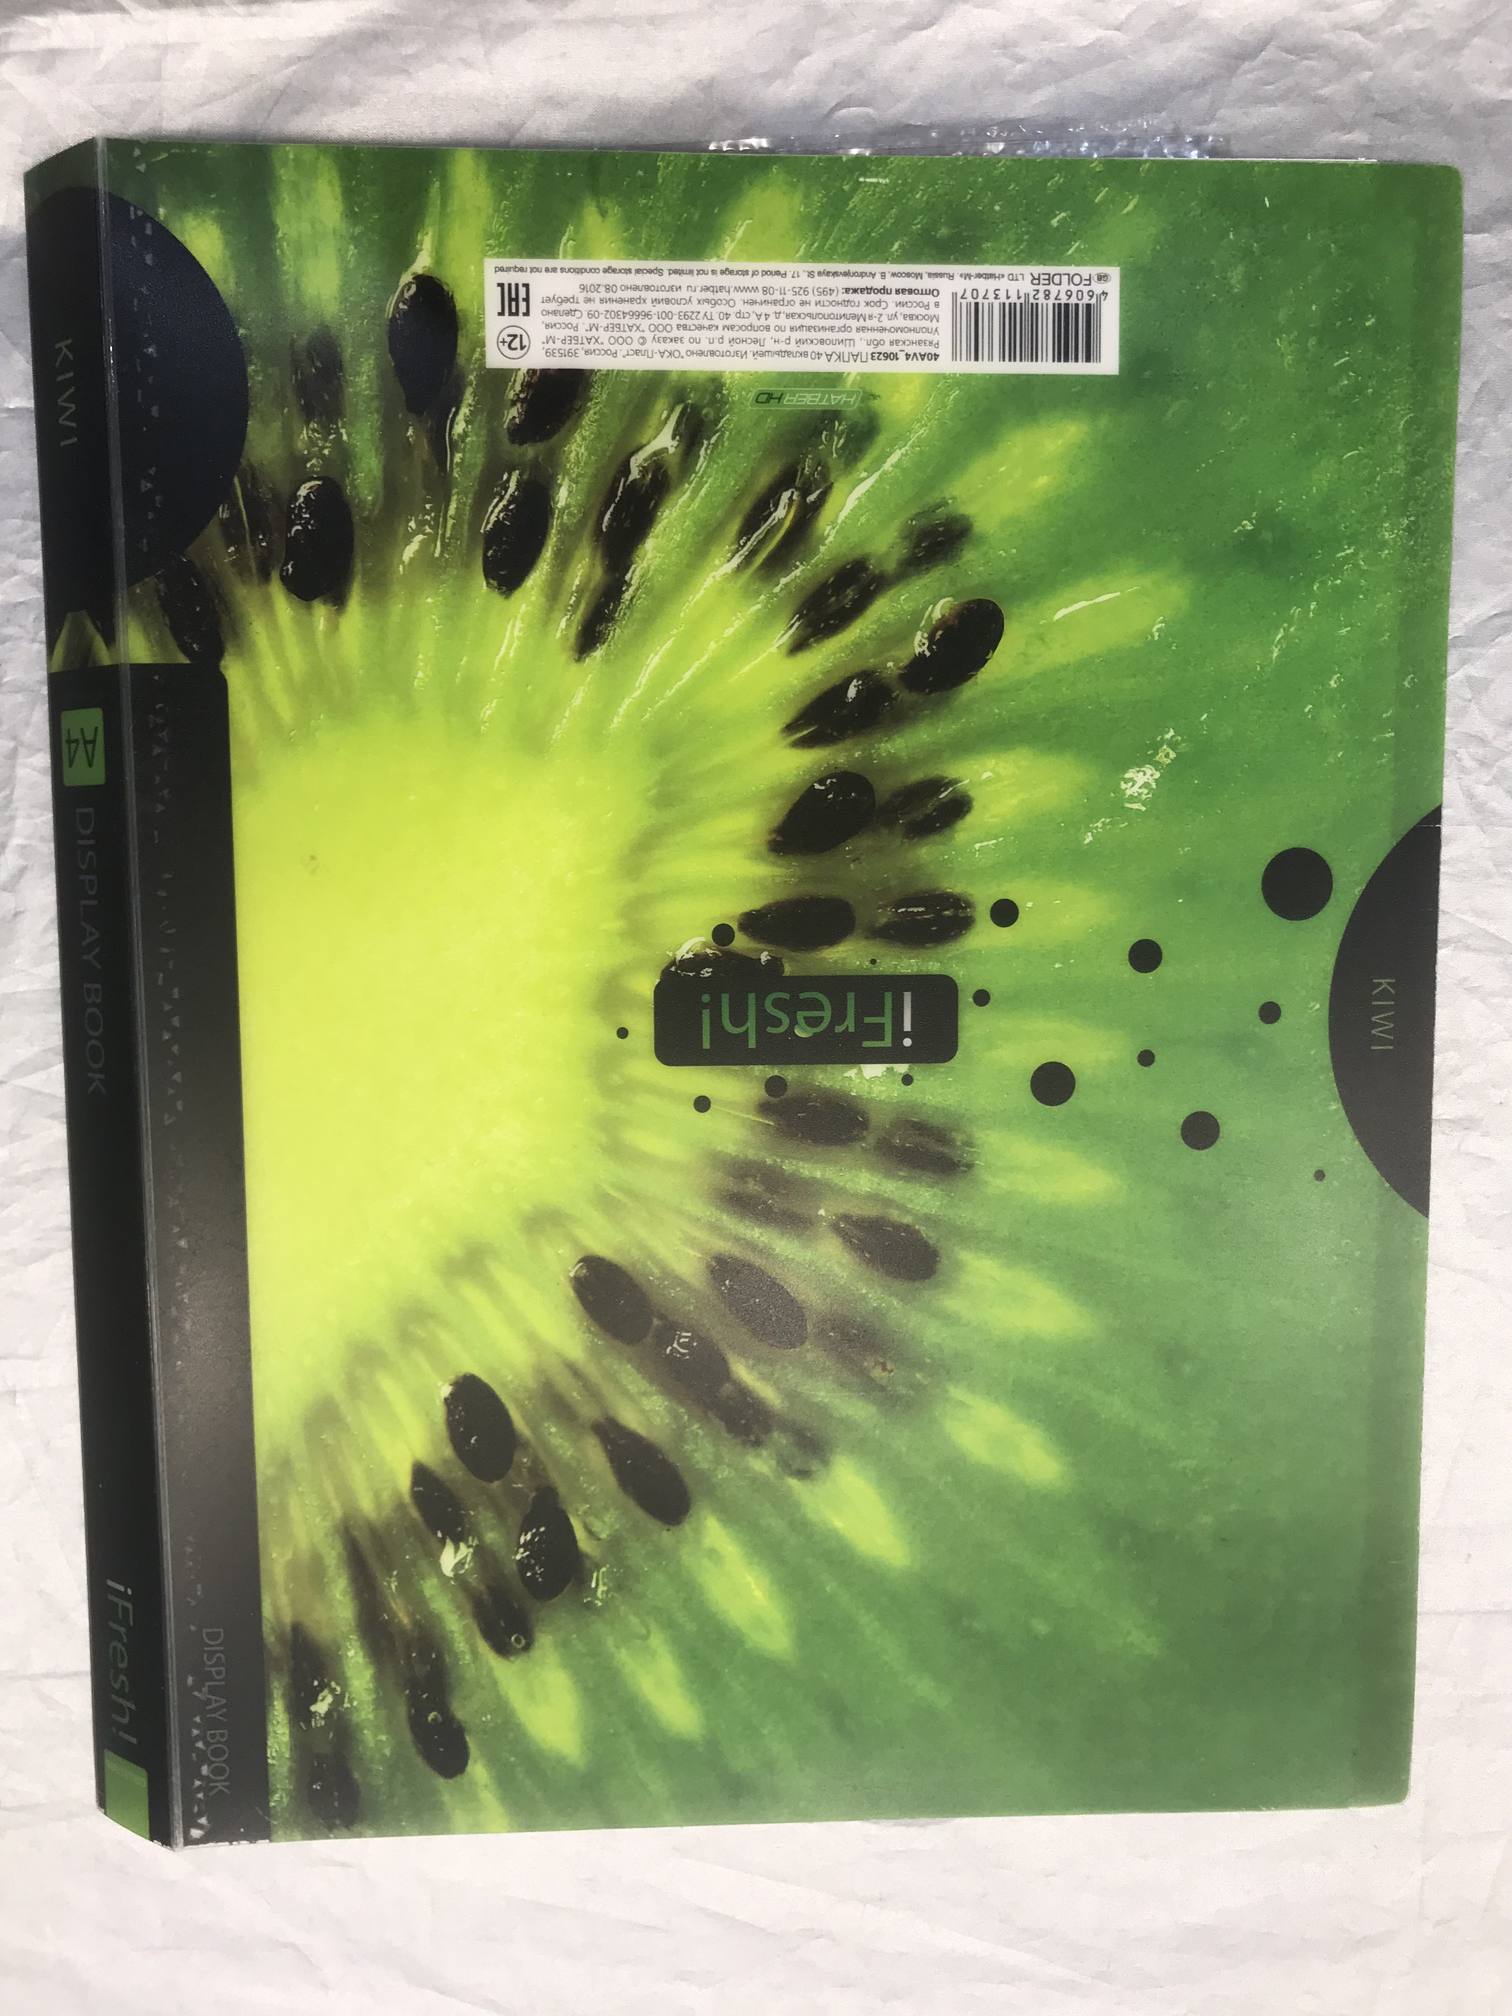 KIWI
A4 DISPLAY BOOK
iFresh!
DISPLAY BOOK
KIWI
iFresh!
HATBER HD
40AV4_10623 ПАПКА 40 вкладышей. Изготовлено "ОКА-Пласт", Россия, 391539,
Рязанская обл., Шиловский р-н, Лесной р.п. по заказу © ООО "ХАТБЕР-М"
Уполномоченная организация по вопросам качества ООО "ХАТБЕР-М", Россия,
Москва, ул. 2-я Мелитопольская, д. 4 А, стр. 40. ТУ 2293-001-96664302-09 Сделано
в России. Срок годности не ограничен. Особых условий хранения не требует
Оптовая продажа: (495) 925-11-08 www.hatber.ru изготовлено 08.2016
12+
EAC
4 606782 113707
GB FOLDER LTD «Hatber-M» Russia, Moscow, B. Andronjevskaya St., 17. Period of storage is not limited. Special storage conditions are not required